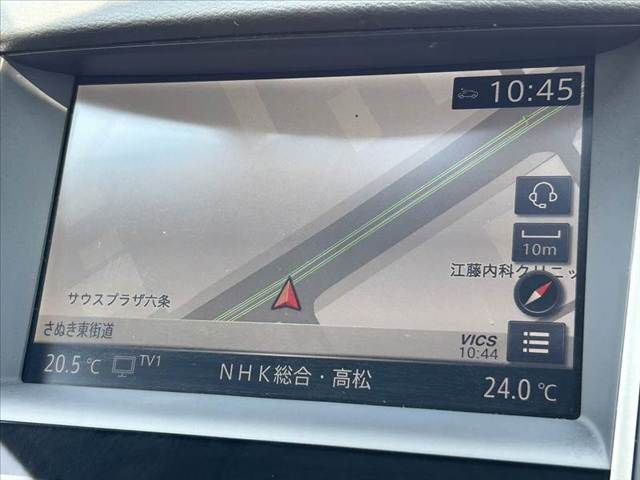 10:45
10m
江藤内科クリニッ
サウスプラザ六条
さぬき東街道
VICS
10:44
20.5℃ TV1 NHK総合・高松 24.0℃